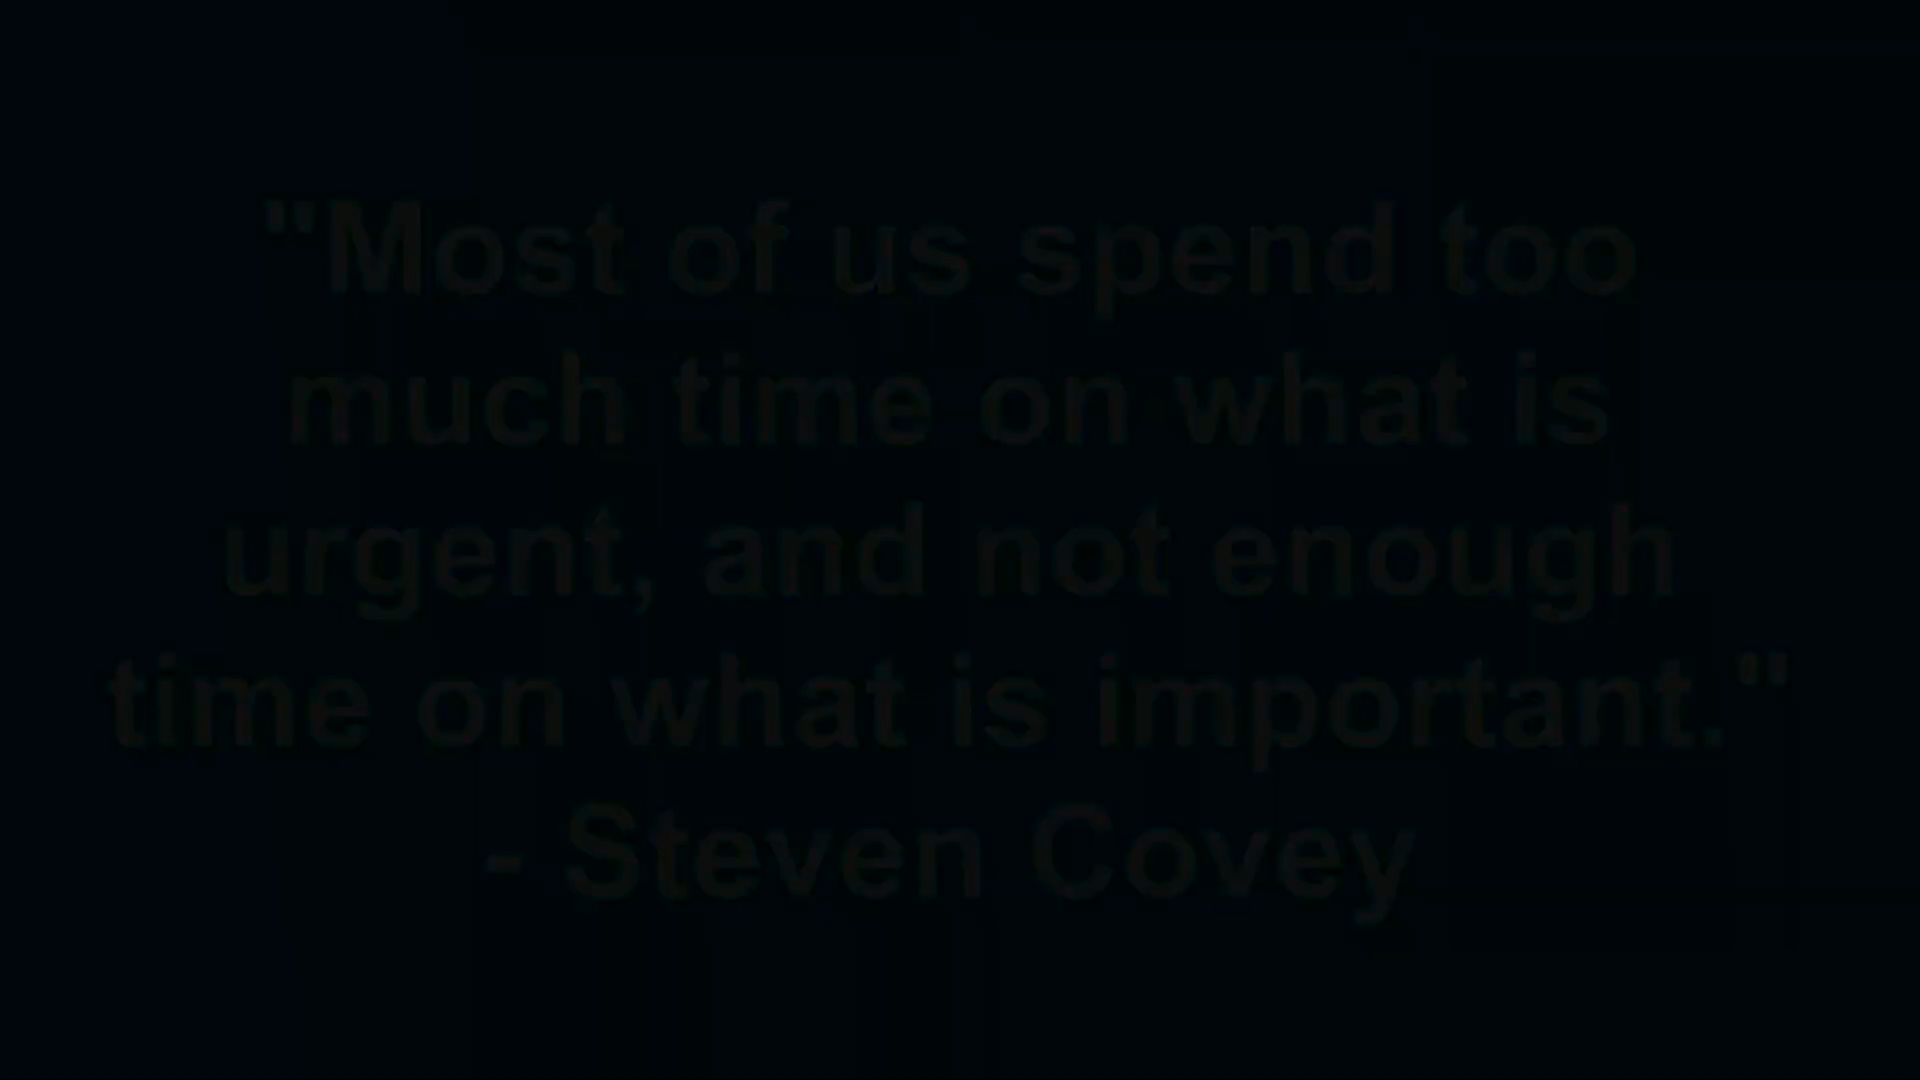 "Most of us spend too
much time on what is
urgent, and not enough
time on what is important."
- Steven Covey